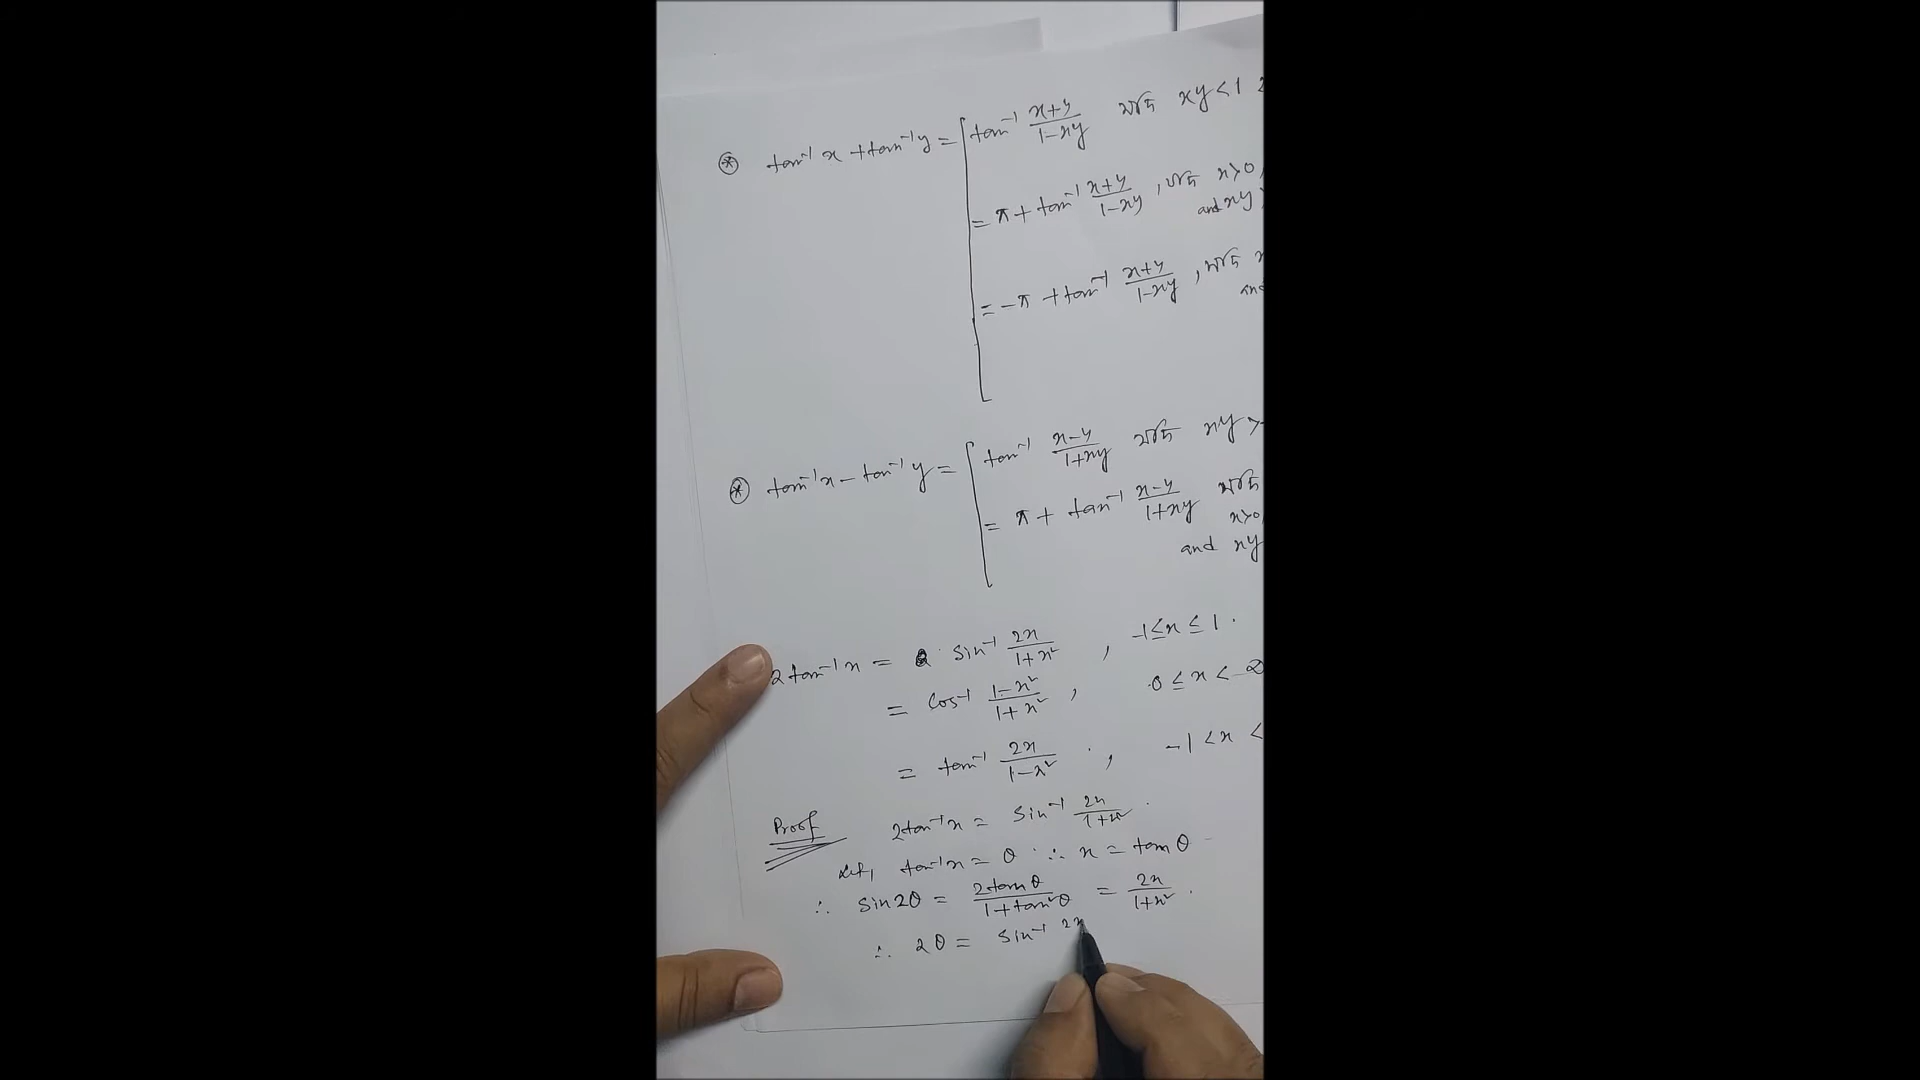 ⊛ tan⁻¹x + tan⁻¹y = [ tan⁻¹ (x+y)/(1-xy) যদি xy < 1
= π + tan⁻¹ (x+y)/(1-xy), যদি x>0,
and xy >
= -π + tan⁻¹ (x+y)/(1-xy), যদি x
and
⊛ tan⁻¹x - tan⁻¹y = [ tan⁻¹ (x-y)/(1+xy) যদি xy >
= π + tan⁻¹ (x-y)/(1+xy) যদি
x>0,
and xy
2tan⁻¹x = sin⁻¹ 2x/(1+x²) , -1≤x≤1.
= cos⁻¹ (1-x²)/(1+x²) , 0≤x<∞
= tan⁻¹ 2x/(1-x²) , -1<x<
Proof 2tan⁻¹x = sin⁻¹ 2x/(1+x²)
Let, tan⁻¹x = θ ∴ x = tanθ
∴ sin2θ = 2tanθ/(1+tan²θ) = 2x/(1+x²).
∴ 2θ = sin⁻¹ 2x